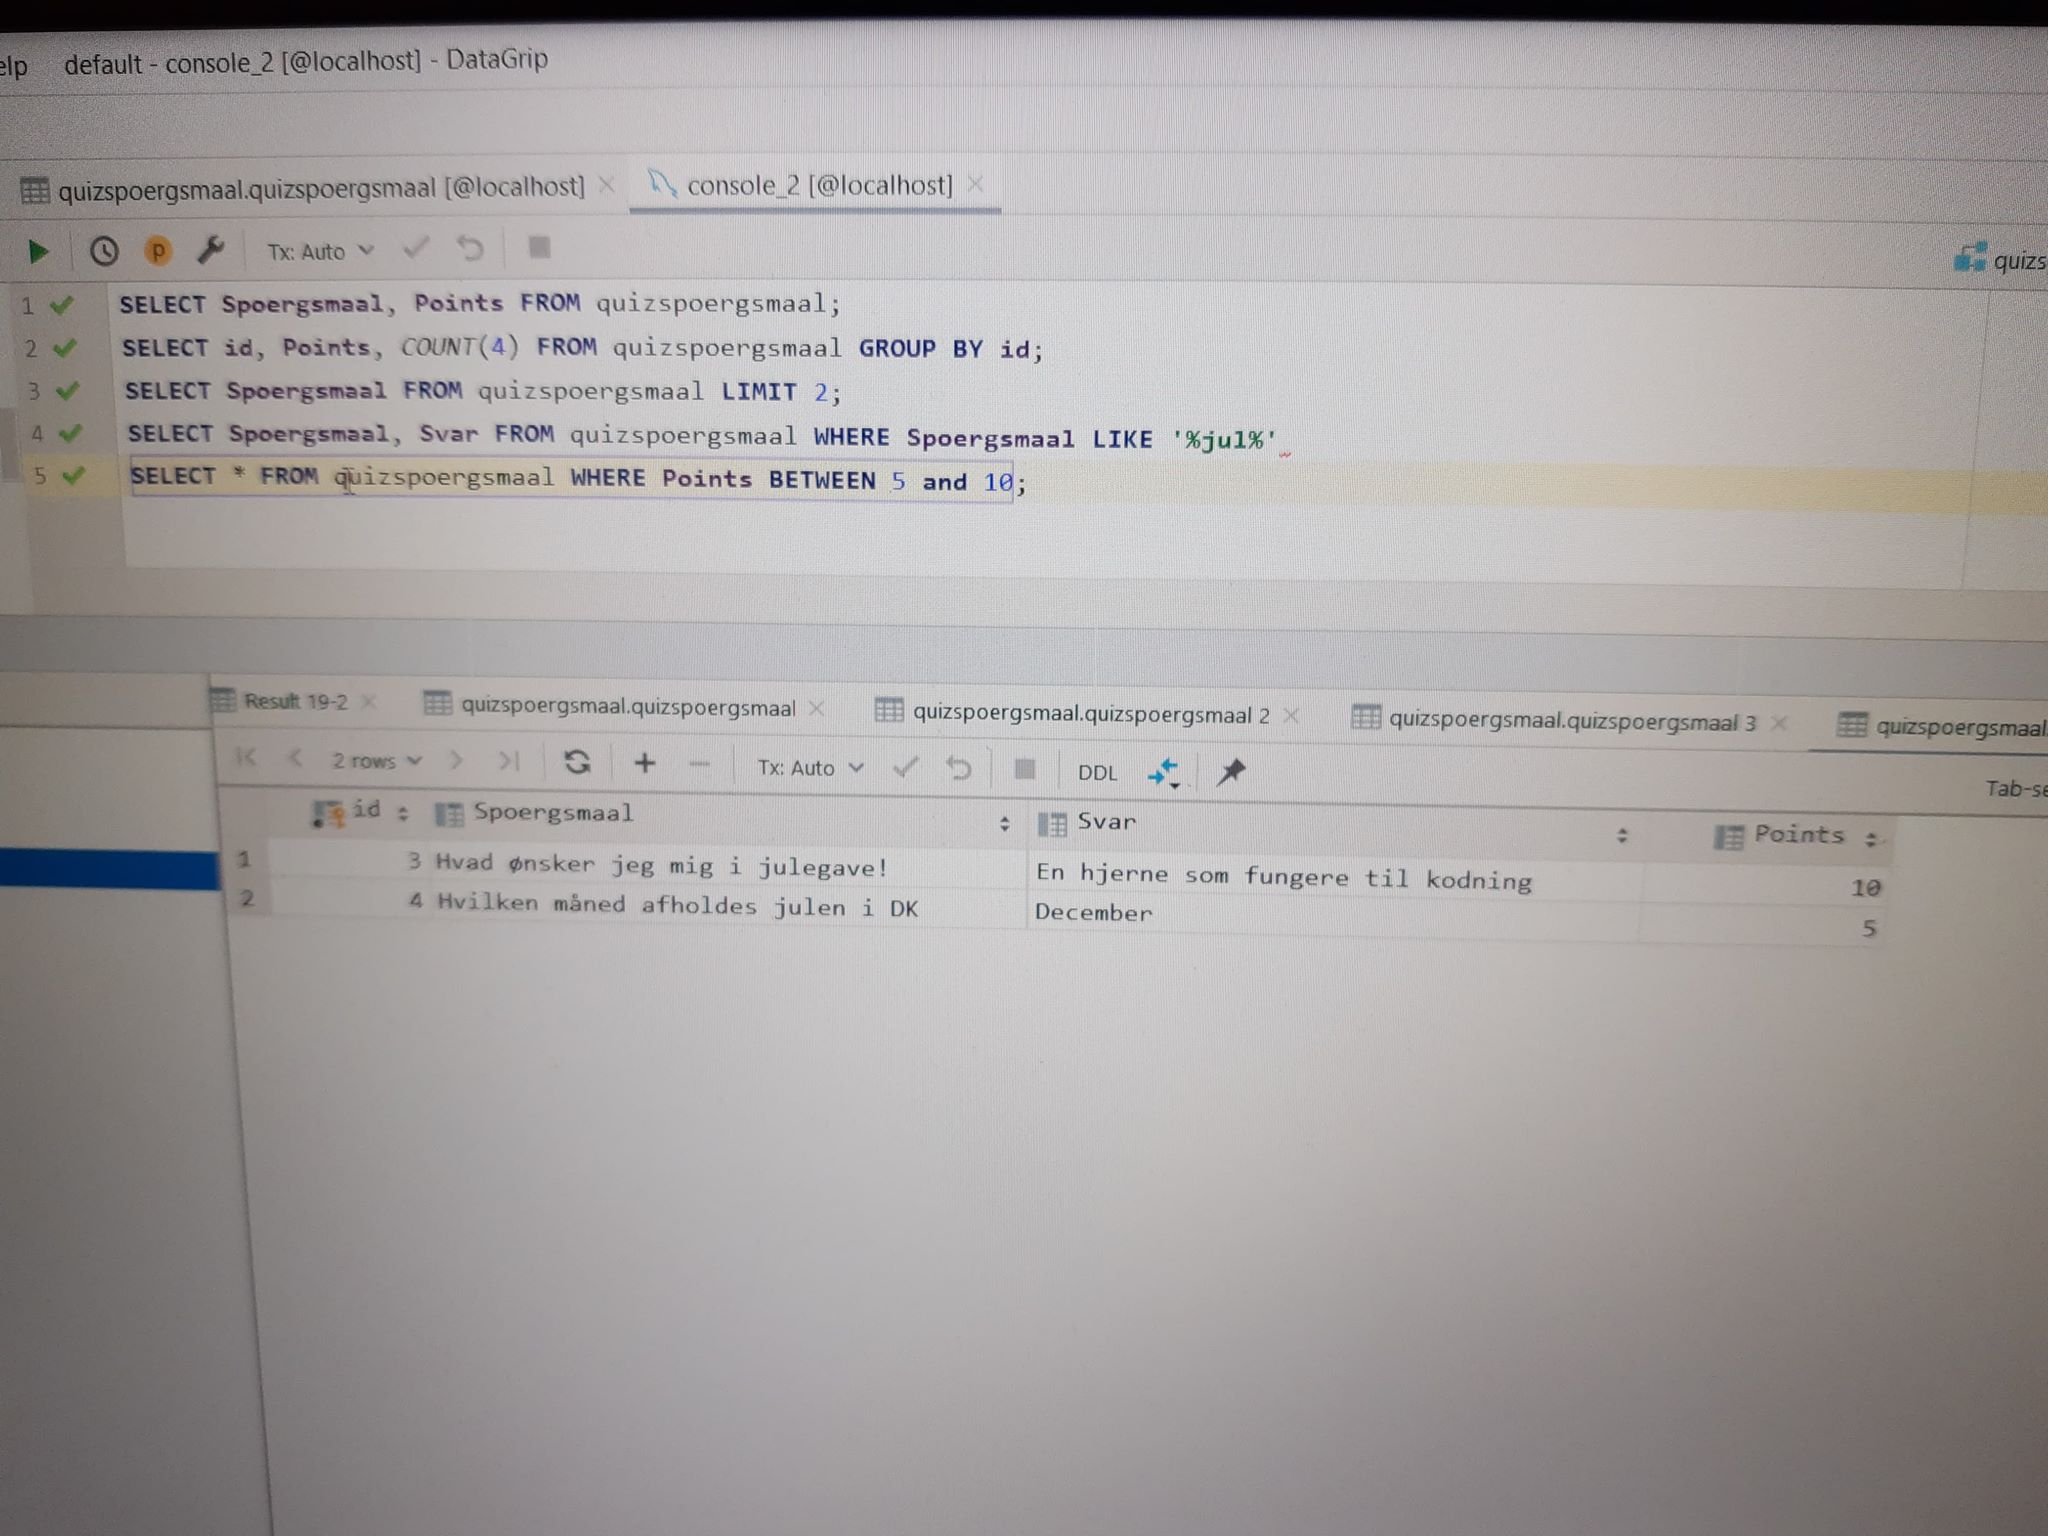 elp default - console_2 [@localhost] - DataGrip
quizspoergsmaal.quizspoergsmaal [@localhost] console_2 [@localhost]
P Tx: Auto quizs
1 SELECT Spoergsmaal, Points FROM quizspoergsmaal;
2 SELECT id, Points, COUNT(4) FROM quizspoergsmaal GROUP BY id;
3 SELECT Spoergsmaal FROM quizspoergsmaal LIMIT 2;
4 SELECT Spoergsmaal, Svar FROM quizspoergsmaal WHERE Spoergsmaal LIKE '%jul%'
5 SELECT * FROM quizspoergsmaal WHERE Points BETWEEN 5 and 10;
Result 19-2 quizspoergsmaal.quizspoergsmaal quizspoergsmaal.quizspoergsmaal 2 quizspoergsmaal.quizspoergsmaal 3 quizspoergsmaal.
2 rows Tx: Auto DDL Tab-se
id Spoergsmaal Svar Points
1 3 Hvad ønsker jeg mig i julegave! En hjerne som fungere til kodning 10
2 4 Hvilken måned afholdes julen i DK December 5